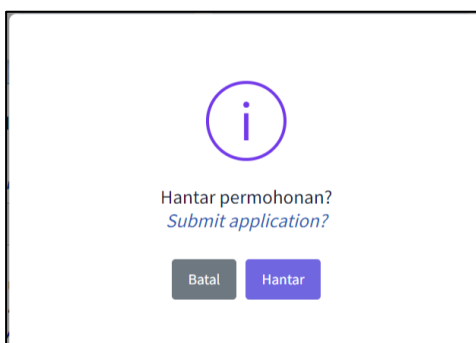 Hantar permohonan?
Submit application?
Batal Hantar